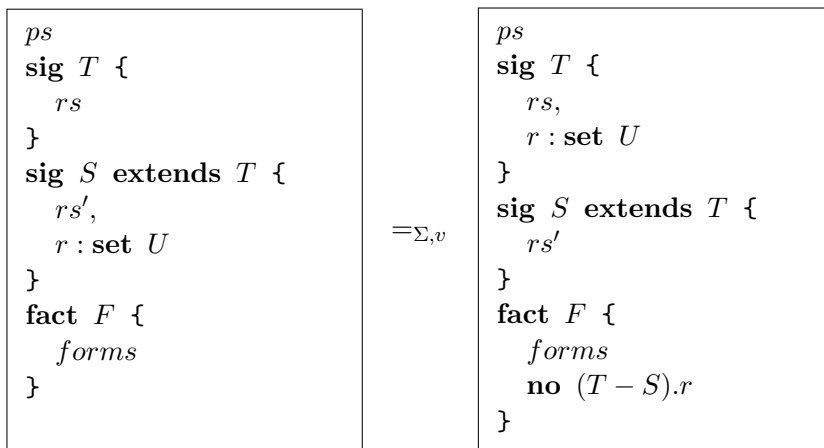 ps
sig T {
rs
}
sig S extends T {
rs′,
r : set U
}
fact F {
forms
}
=Σ,v
ps
sig T {
rs,
r : set U
}
sig S extends T {
rs′
}
fact F {
forms
no (T − S).r
}